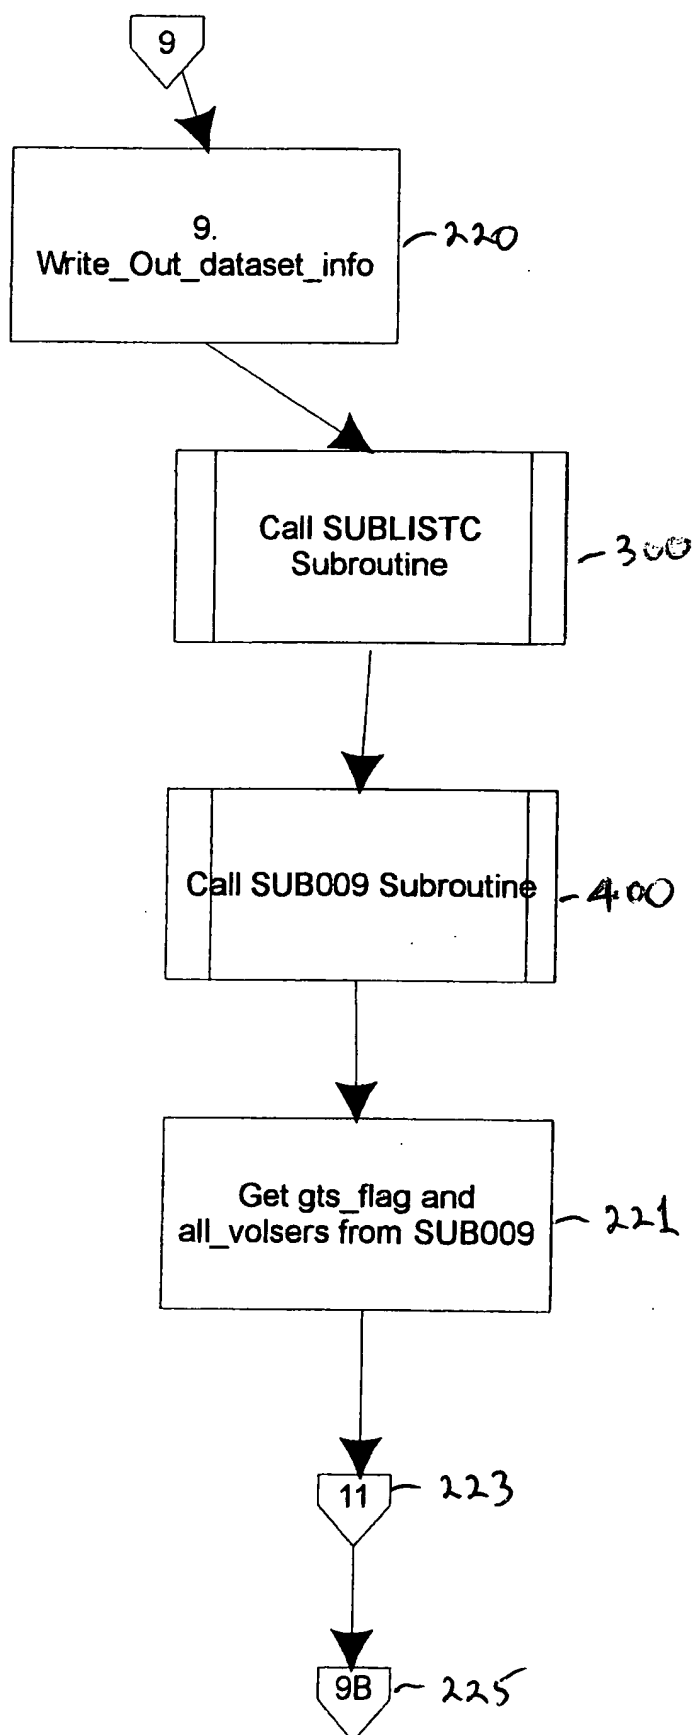 9
9.
Write_Out_dataset_info
220
Call SUBLISTC
Subroutine
300
Call SUB009 Subroutine
400
Get gts_flag and
all_volsers from SUB009
221
11
223
9B
225